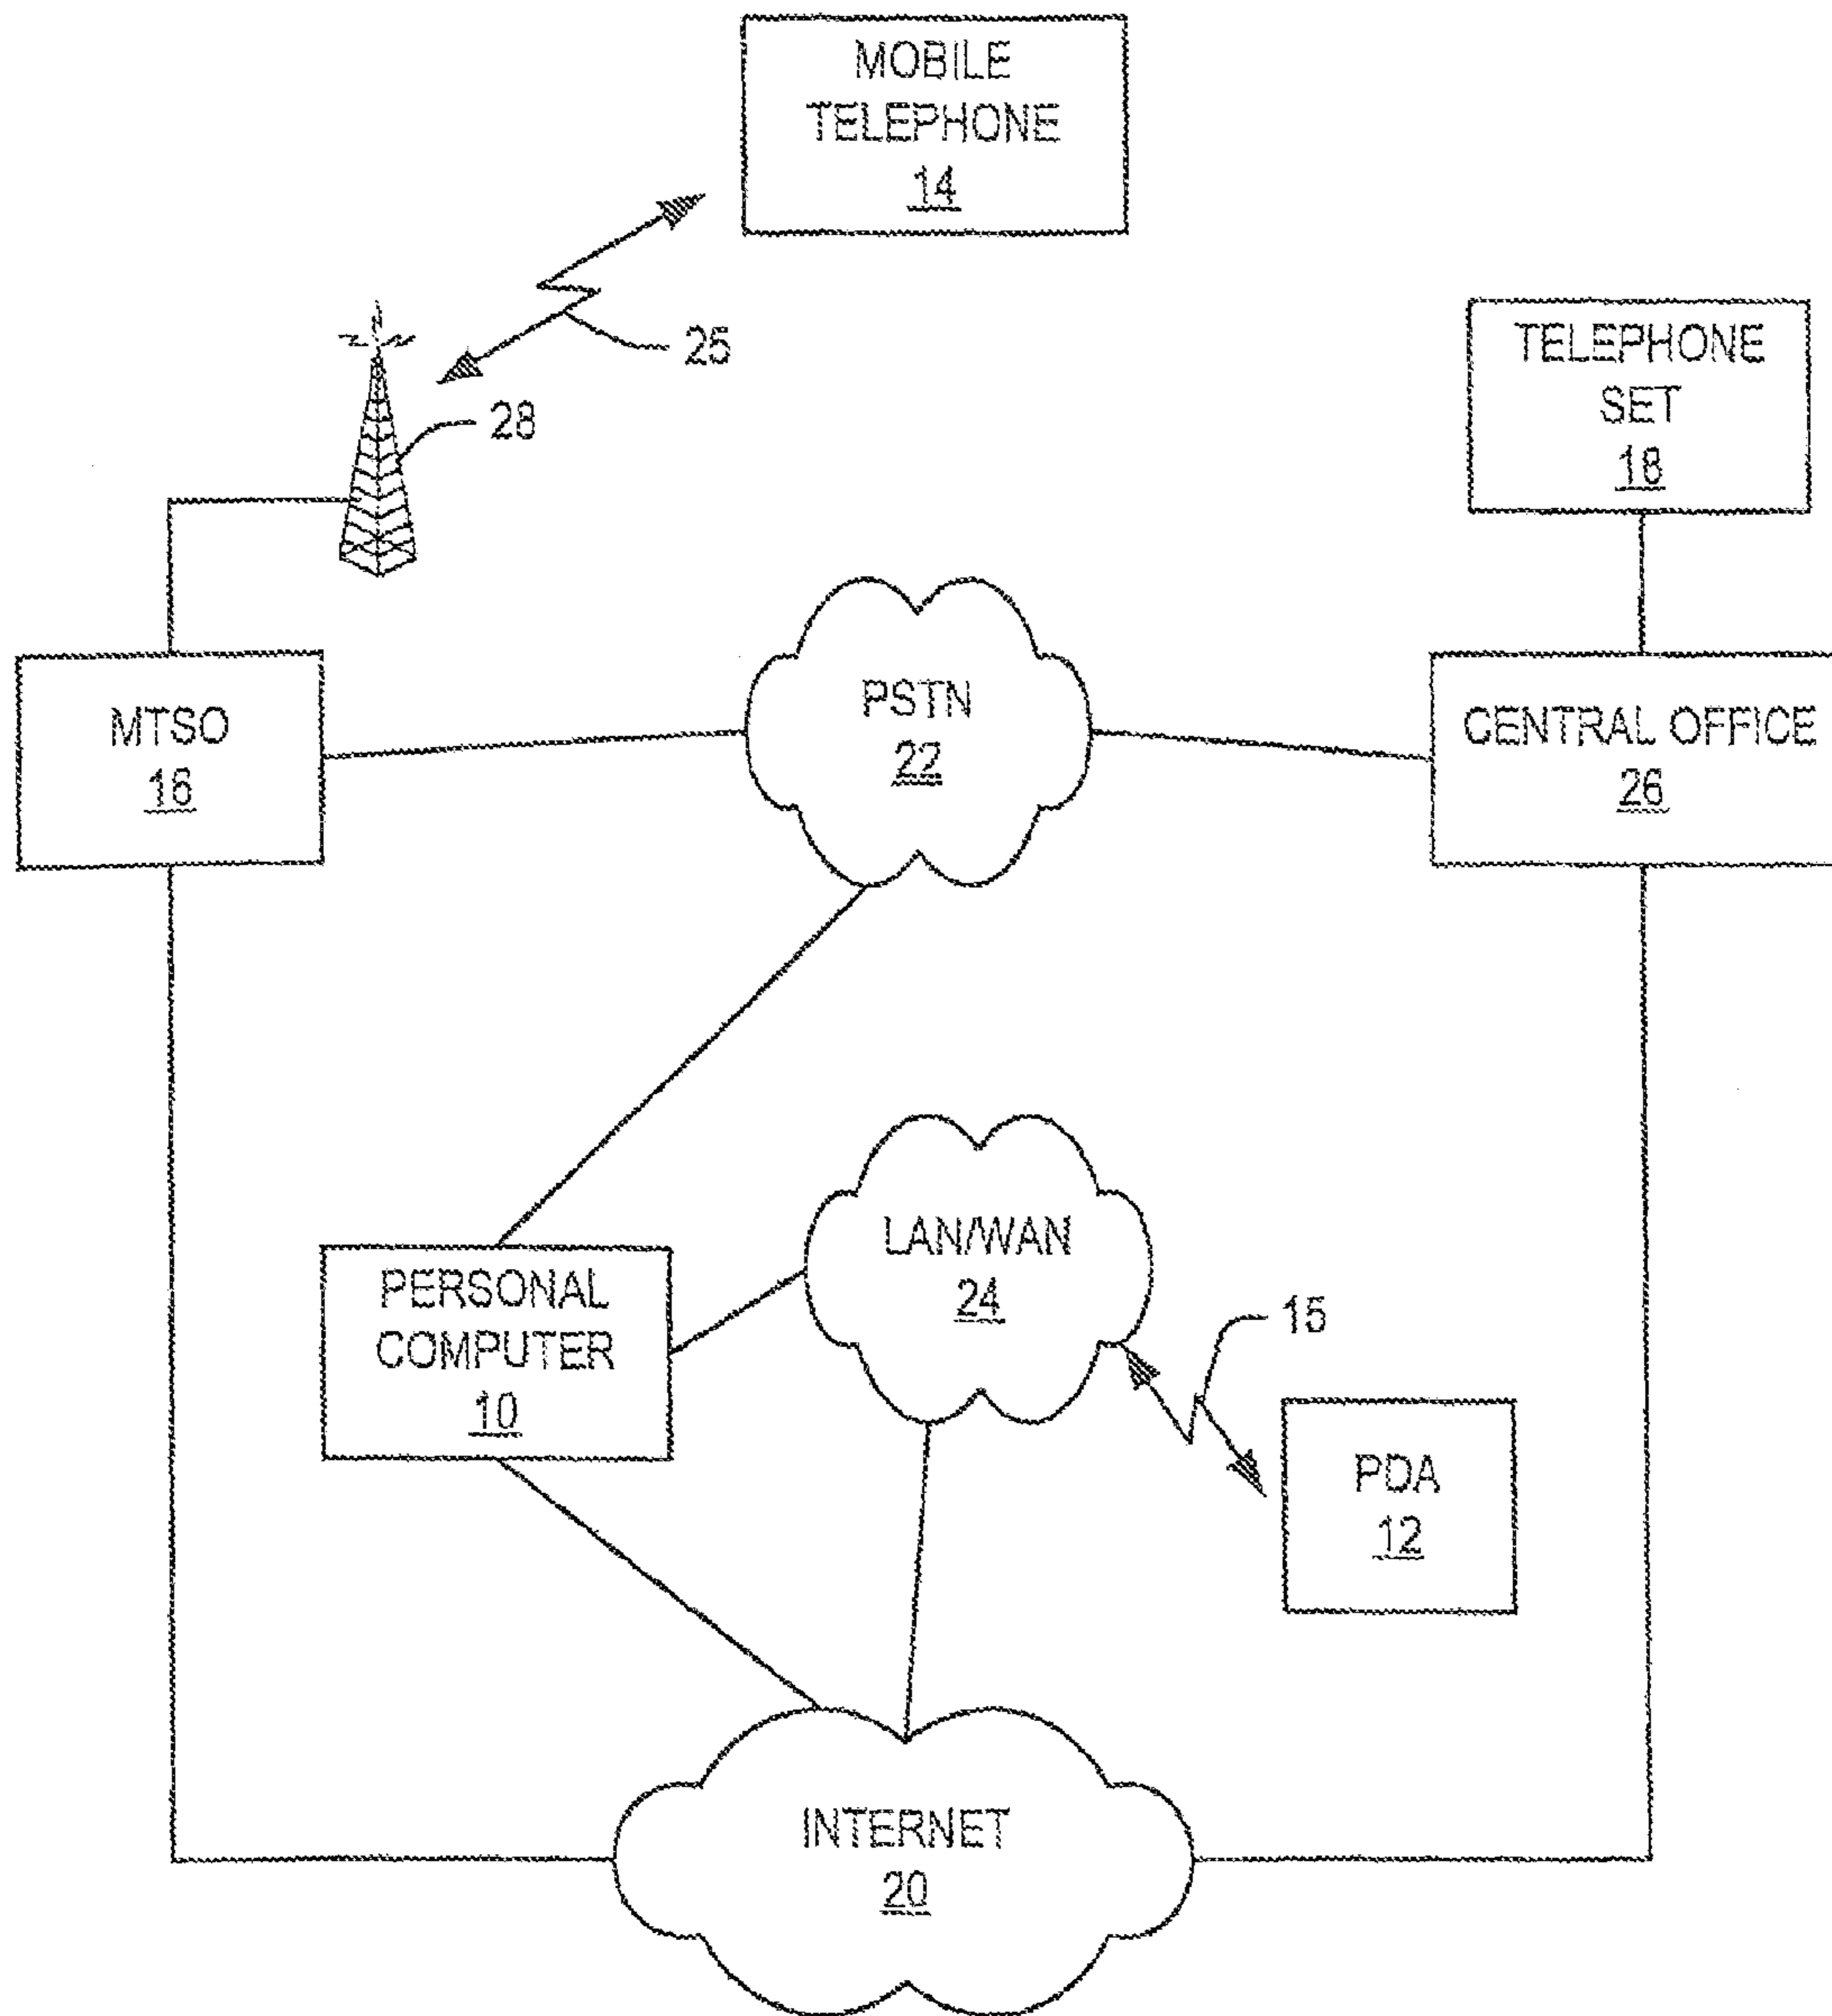 MOBILE
TELEPHONE
14
25
28
TELEPHONE
SET
18
MTSO
16
PSTN
22
CENTRAL OFFICE
26
LAN/WAN
24
PERSONAL
COMPUTER
10
15
PDA
12
INTERNET
20